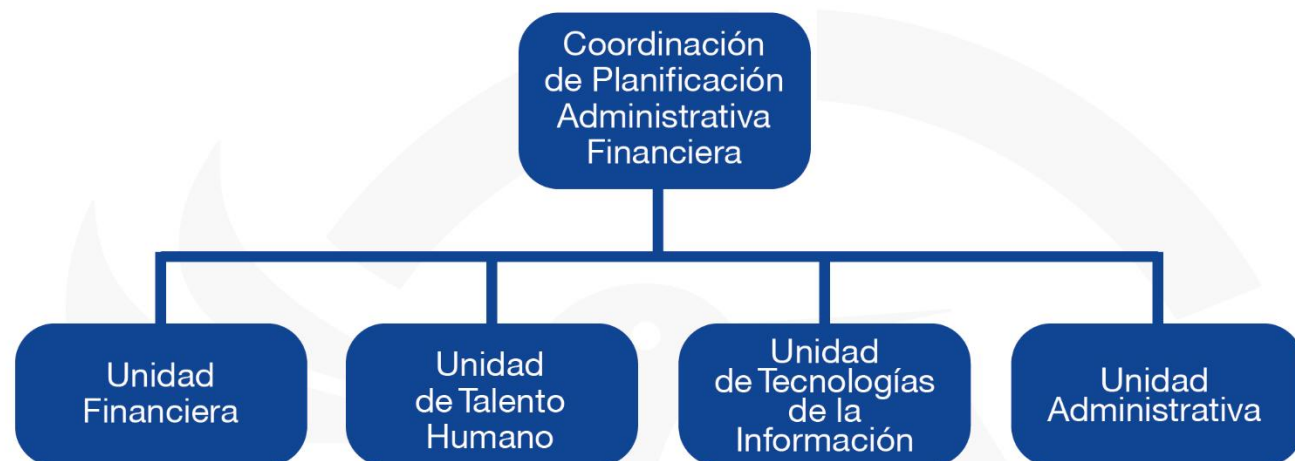 Coordinación
de Planificación
Administrativa
Financiera
Unidad
Financiera
Unidad
de Talento
Humano
Unidad
de Tecnologías
de la
Información
Unidad
Administrativa